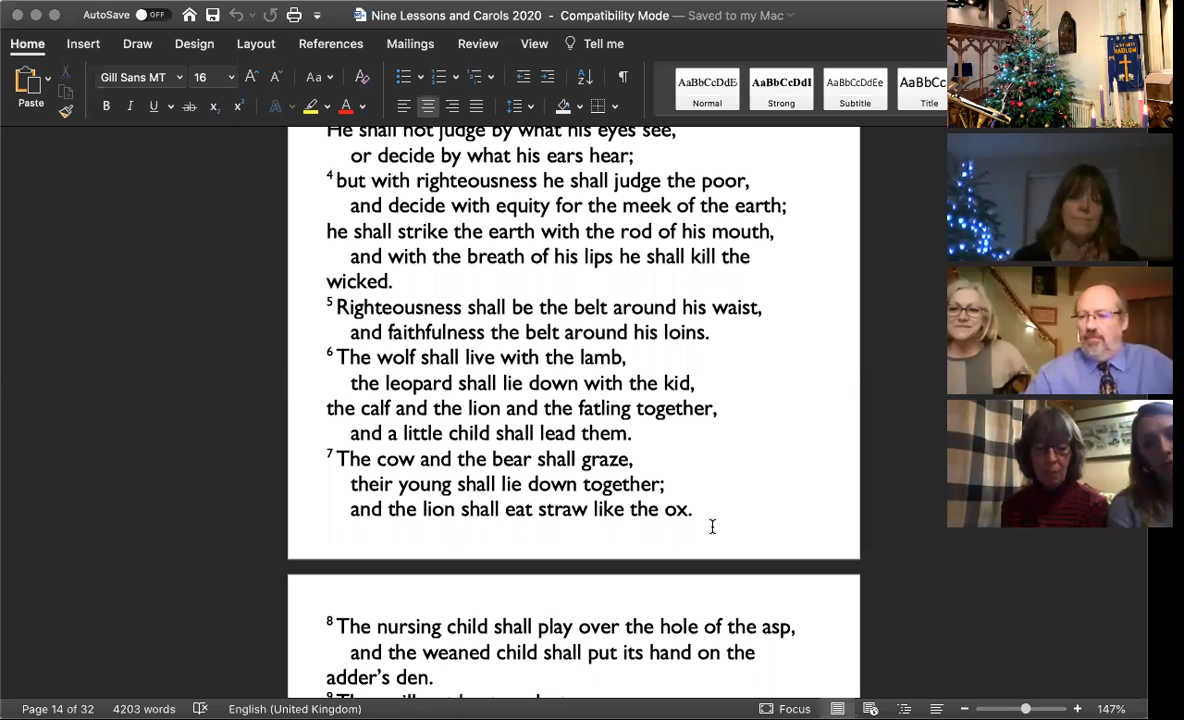 AutoSave OFF
Nine Lessons and Carols 2020 - Compatibility Mode — Saved to my Mac
Home Insert Draw Design Layout References Mailings Review View Tell me
Paste
Gill Sans MT 16
AaBbCcDdE AaBbCcDdI AaBbCcDdEe AaBbCc
Normal Strong Subtitle Title
He shall not judge by what his eyes see,
or decide by what his ears hear;
4 but with righteousness he shall judge the poor,
and decide with equity for the meek of the earth;
he shall strike the earth with the rod of his mouth,
and with the breath of his lips he shall kill the
wicked.
5 Righteousness shall be the belt around his waist,
and faithfulness the belt around his loins.
6 The wolf shall live with the lamb,
the leopard shall lie down with the kid,
the calf and the lion and the fatling together,
and a little child shall lead them.
7 The cow and the bear shall graze,
their young shall lie down together;
and the lion shall eat straw like the ox.
8 The nursing child shall play over the hole of the asp,
and the weaned child shall put its hand on the
adder's den.
Page 14 of 32 4203 words English (United Kingdom) Focus 147%
HADLOW